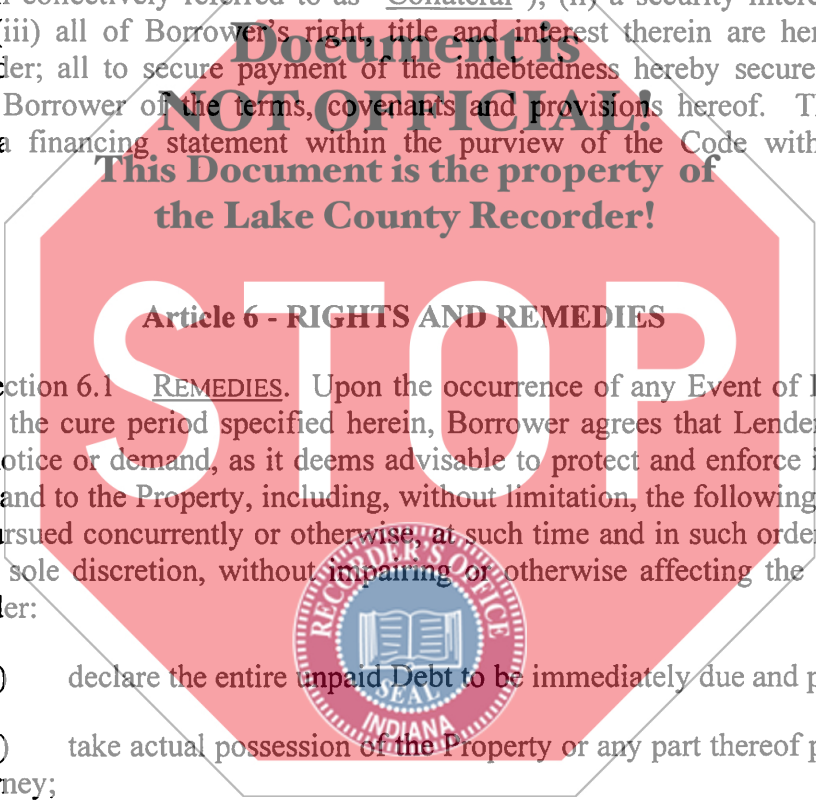 collectively referred to as "Collateral"), (ii) a security
(iii) all of Borrower's right, title and interest therein are
Document is
der; all to secure payment of the indebtedness hereby
Borrower of the terms, covenants and provisions hereof.
NOT OFFICIAL!
a financing statement within the purview of the Code
This Document is the property of
the Lake County Recorder!
STOP
Article 6 - RIGHTS AND REMEDIES
ection 6.1 REMEDIES. Upon the occurrence of any Event of
the cure period specified herein, Borrower agrees that Lender
otice or demand, as it deems advisable to protect and enforce
and to the Property, including, without limitation, the following
rsued concurrently or otherwise, at such time and in such order
sole discretion, without impairing or otherwise affecting the
der:
) declare the entire unpaid Debt to be immediately due and p
) take actual possession of the Property or any part thereof p
rney;
RECORDER'S OFFICE
SEAL
INDIANA